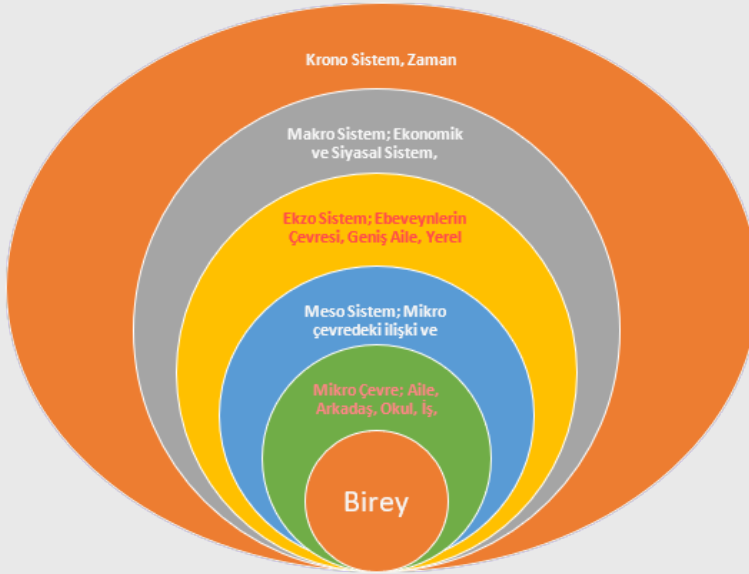 Krono Sistem, Zaman
Makro Sistem; Ekonomik
ve Siyasal Sistem,
Ekzo Sistem; Ebeveynlerin
Çevresi, Geniş Aile, Yerel
Meso Sistem; Mikro
çevredeki ilişki ve
Mikro Çevre; Aile,
Arkadaş, Okul, İş,
Birey